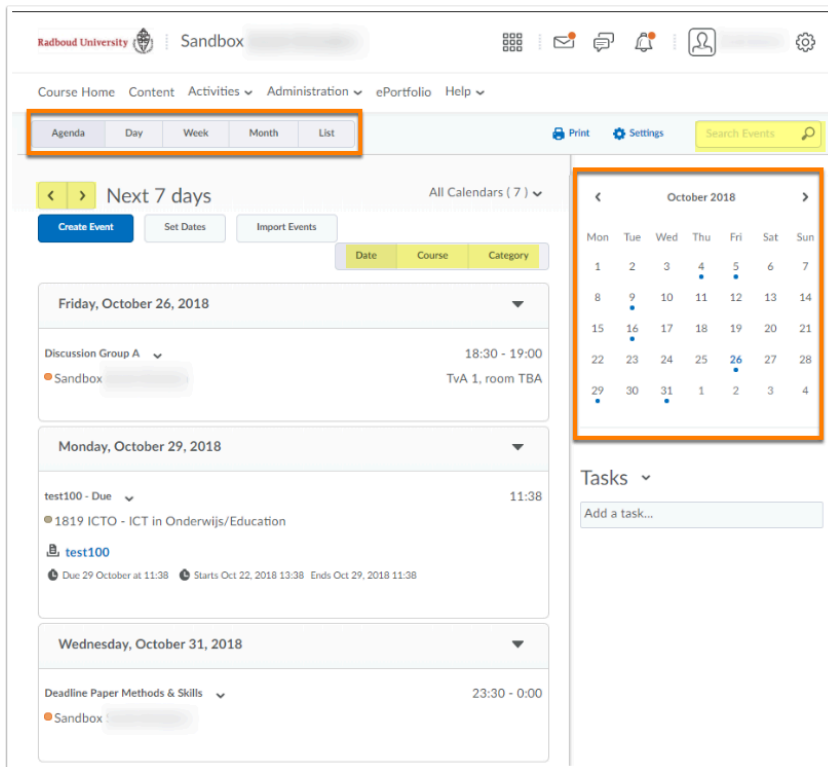 Radboud University
Sandbox
Course Home Content Activities Administration ePortfolio Help
Agenda Day Week Month List
Print Settings
Search Events
Next 7 days
All Calendars ( 7 )
Create Event Set Dates Import Events
Date Course Category
Friday, October 26, 2018
Discussion Group A 18:30 - 19:00
Sandbox TvA 1, room TBA
Monday, October 29, 2018
test100 - Due 11:38
1819 ICTO - ICT in Onderwijs/Education
test100
Due 29 October at 11:38 Starts Oct 22, 2018 13:38 Ends Oct 29, 2018 11:38
Wednesday, October 31, 2018
Deadline Paper Methods & Skills 23:30 - 0:00
Sandbox
October 2018
Mon Tue Wed Thu Fri Sat Sun
1 2 3 4 5 6 7
8 9 10 11 12 13 14
15 16 17 18 19 20 21
22 23 24 25 26 27 28
29 30 31 1 2 3 4
Tasks
Add a task...